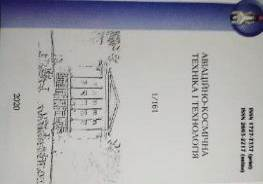 ISSN 1727-7337 (print)
ISSN 2663-2217 (online)
АВІАЦІЙНО-КОСМІЧНА
ТЕХНІКА І ТЕХНОЛОГІЯ
1/161
2020